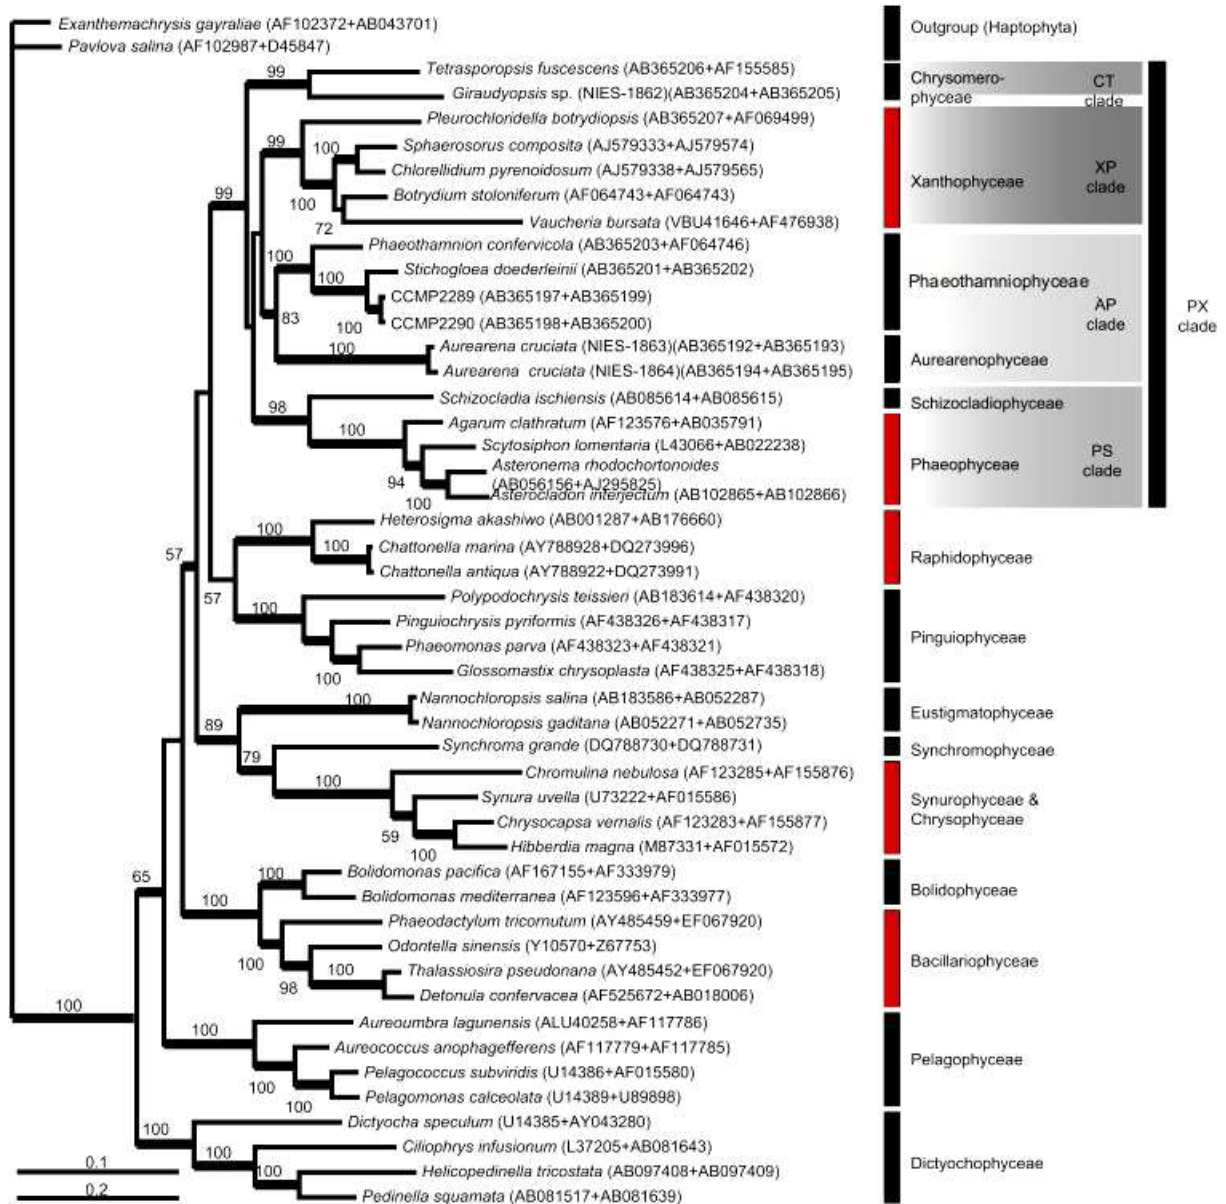 Exanthemachrysis gayraliae (AF102372+AB043701)
Pavlova salina (AF102987+D45847)
Outgroup (Haptophyta)
99
Tetrasporopsis fuscescens (AB365206+AF155585)
Giraudyopsis sp. (NIES-1862)(AB365204+AB365205)
Chrysomero-
phyceae
CT
clade
99
Pleurochloridella botrydiopsis (AB365207+AF069499)
100
Sphaerosorus composita (AJ579333+AJ579574)
Chlorellidium pyrenoidosum (AJ579338+AJ579565)
99
100
Botrydium stoloniferum (AF064743+AF064743)
72
Vaucheria bursata (VBU41646+AF476938)
Xanthophyceae
XP
clade
100
Phaeothamnion confervicola (AB365203+AF064746)
100
Stichogloea doederleinii (AB365201+AB365202)
CCMP2289 (AB365197+AB365199)
83
100
CCMP2290 (AB365198+AB365200)
Phaeothamniophyceae
AP
clade
PX
clade
100
Aurearena cruciata (NIES-1863)(AB365192+AB365193)
Aurearena cruciata (NIES-1864)(AB365194+AB365195)
Aurearenophyceae
98
Schizocladia ischiensis (AB085614+AB085615)
Schizocladiophyceae
100
Agarum clathratum (AF123576+AB035791)
Scytosiphon lomentaria (L43066+AB022238)
94
Asteronema rhodochortonoides
(AB056156+AJ295825)
100
Asterocladon interjectum (AB102865+AB102866)
Phaeophyceae
PS
clade
100
Heterosigma akashiwo (AB001287+AB176660)
100
Chattonella marina (AY788928+DQ273996)
57
Chattonella antiqua (AY788922+DQ273991)
Raphidophyceae
57
100
Polypodochrysis teissieri (AB183614+AF438320)
Pinguiochrysis pyriformis (AF438326+AF438317)
Phaeomonas parva (AF438323+AF438321)
100
Glossomastix chrysoplasta (AF438325+AF438318)
Pinguiophyceae
100
Nannochloropsis salina (AB183586+AB052287)
89
Nannochloropsis gaditana (AB052271+AB052735)
Eustigmatophyceae
79
Synchroma grande (DQ788730+DQ788731)
Synchromophyceae
100
Chromulina nebulosa (AF123285+AF155876)
Synura uvella (U73222+AF015586)
59
Chrysocapsa vernalis (AF123283+AF155877)
100
Hibberdia magna (M87331+AF015572)
Synurophyceae &
Chrysophyceae
65
100
Bolidomonas pacifica (AF167155+AF333979)
100
Bolidomonas mediterranea (AF123596+AF333977)
Bolidophyceae
Phaeodactylum tricornutum (AY485459+EF067920)
100
Odontella sinensis (Y10570+Z67753)
98
100
Thalassiosira pseudonana (AY485452+EF067920)
Detonula confervacea (AF525672+AB018006)
Bacillariophyceae
100
100
Aureoumbra lagunensis (ALU40258+AF117786)
Aureococcus anophagefferens (AF117779+AF117785)
100
Pelagococcus subviridis (U14386+AF015580)
100
Pelagomonas calceolata (U14389+U89898)
Pelagophyceae
100
Dictyocha speculum (U14385+AY043280)
100
Ciliophrys infusionum (L37205+AB081643)
100
Helicopedinella tricostata (AB097408+AB097409)
Pedinella squamata (AB081517+AB081639)
Dictyochophyceae
0.1
0.2